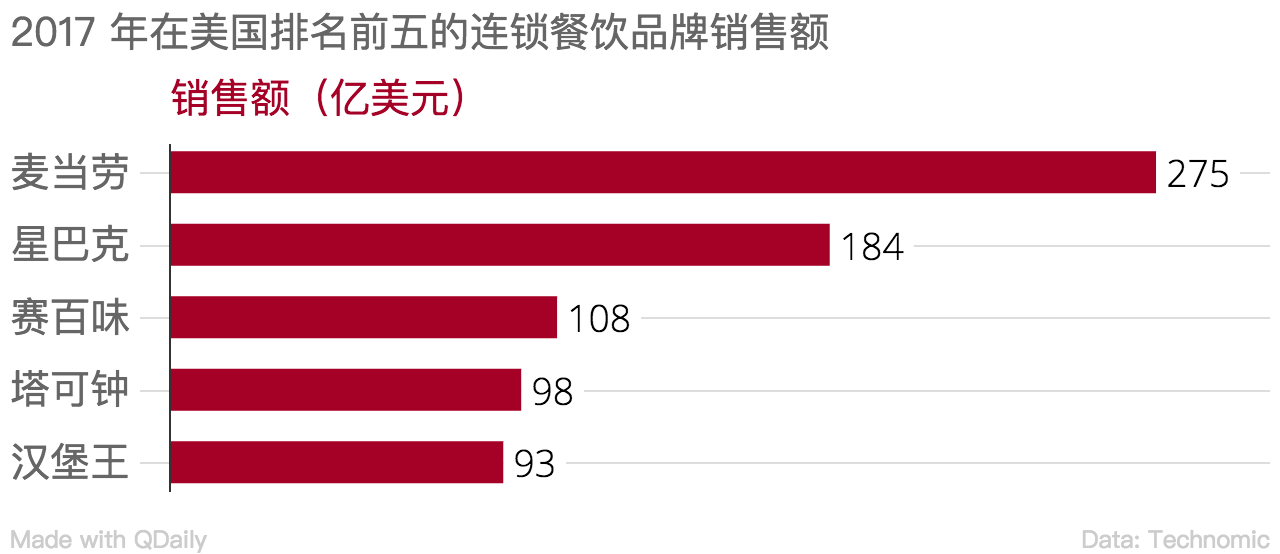 2017 年在美国排名前五的连锁餐饮品牌销售额
销售额（亿美元）
麦当劳 275
星巴克 184
赛百味 108
塔可钟 98
汉堡王 93
Made with QDaily Data: Technomic